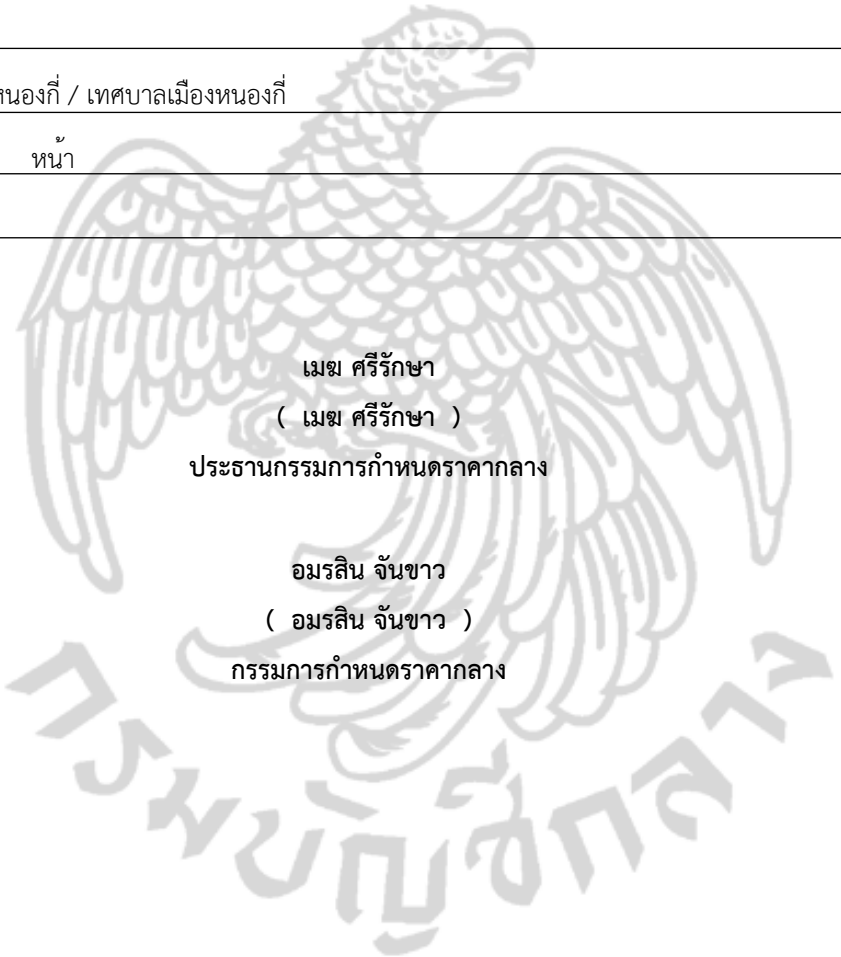 หนองกี่ / เทศบาลเมืองหนองกี่
หน้า
เมฆ ศรีรักษา
( เมฆ ศรีรักษา )
ประธานกรรมการกำหนดราคากลาง
อมรสิน จันขาว
( อมรสิน จันขาว )
กรรมการกำหนดราคากลาง
กรมบัญชีกลาง